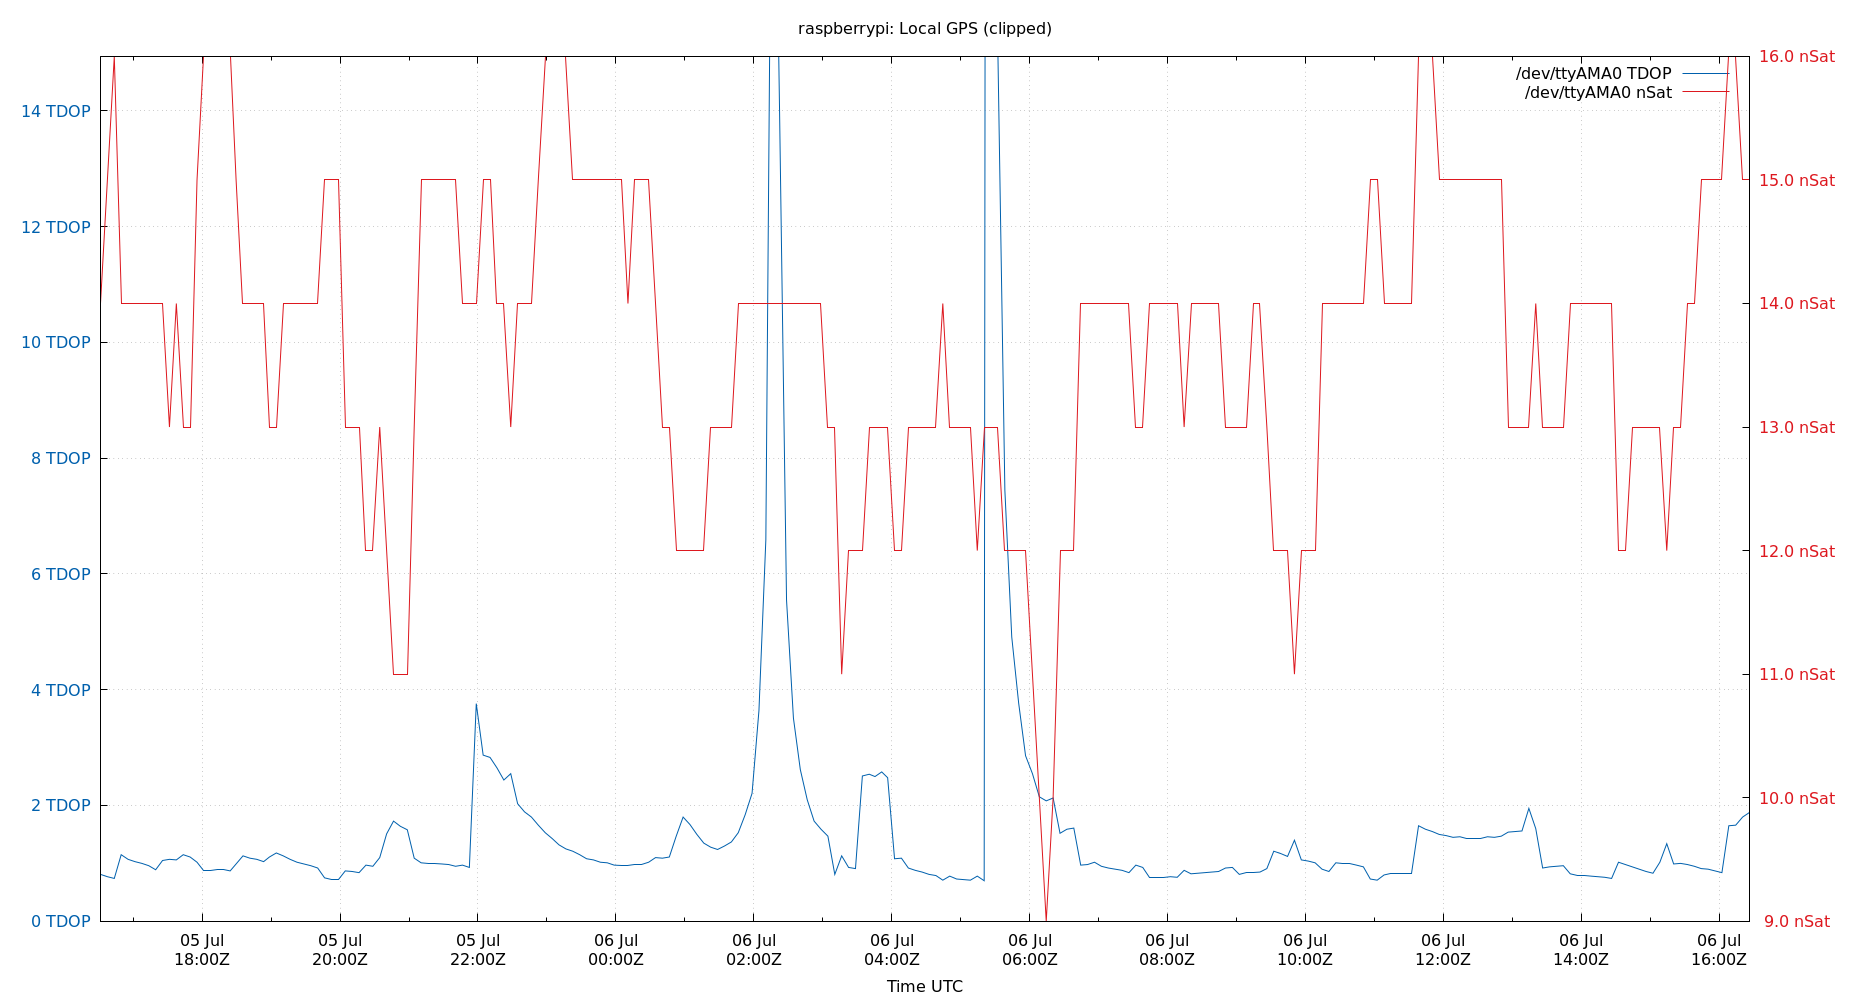 raspberrypi: Local GPS (clipped)
16.0 nSat
/dev/ttyAMA0 TDOP
/dev/ttyAMA0 nSat
14 TDOP
15.0 nSat
12 TDOP
14.0 nSat
10 TDOP
13.0 nSat
8 TDOP
12.0 nSat
6 TDOP
11.0 nSat
4 TDOP
10.0 nSat
2 TDOP
0 TDOP
9.0 nSat
05 Jul 05 Jul 05 Jul 06 Jul 06 Jul 06 Jul 06 Jul 06 Jul 06 Jul 06 Jul 06 Jul 06 Jul
18:00Z 20:00Z 22:00Z 00:00Z 02:00Z 04:00Z 06:00Z 08:00Z 10:00Z 12:00Z 14:00Z 16:00Z
Time UTC